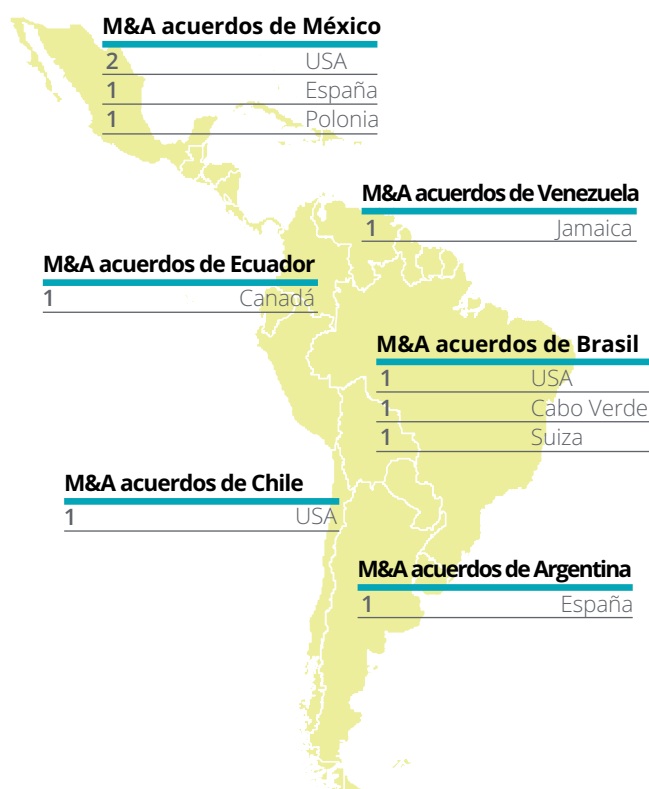 M&A acuerdos de México
2 USA
1 España
1 Polonia
M&A acuerdos de Venezuela
1 Jamaica
M&A acuerdos de Ecuador
1 Canadá
M&A acuerdos de Brasil
1 USA
1 Cabo Verde
1 Suiza
M&A acuerdos de Chile
1 USA
M&A acuerdos de Argentina
1 España